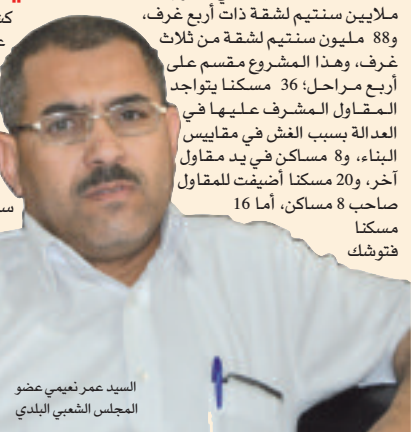 ملايين سنتيم لشقة ذات أربع غرف،
و88 مليون سنتيم لشقة من ثلاث
غرف، وهذا المشروع مقسم على
أربع مراحل؛ 36 مسكنا يتواجد
المقاول المشرف عليها في
العدالة بسبب الغش في مقاييس
البناء، و8 مساكن في يد مقاول
آخر، و20 مسكنا أضيفت للمقاول
صاحب 8 مساكن، أما 16
مسكنا
فتوشك
السيد عمر نعيمي عضو
المجلس الشعبي البلدي